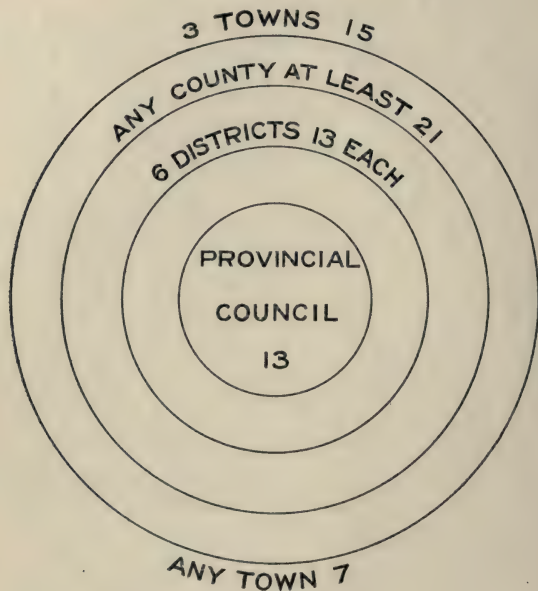 3 TOWNS 15
ANY COUNTY AT LEAST 21
6 DISTRICTS 13 EACH
PROVINCIAL
COUNCIL
13
ANY TOWN 7